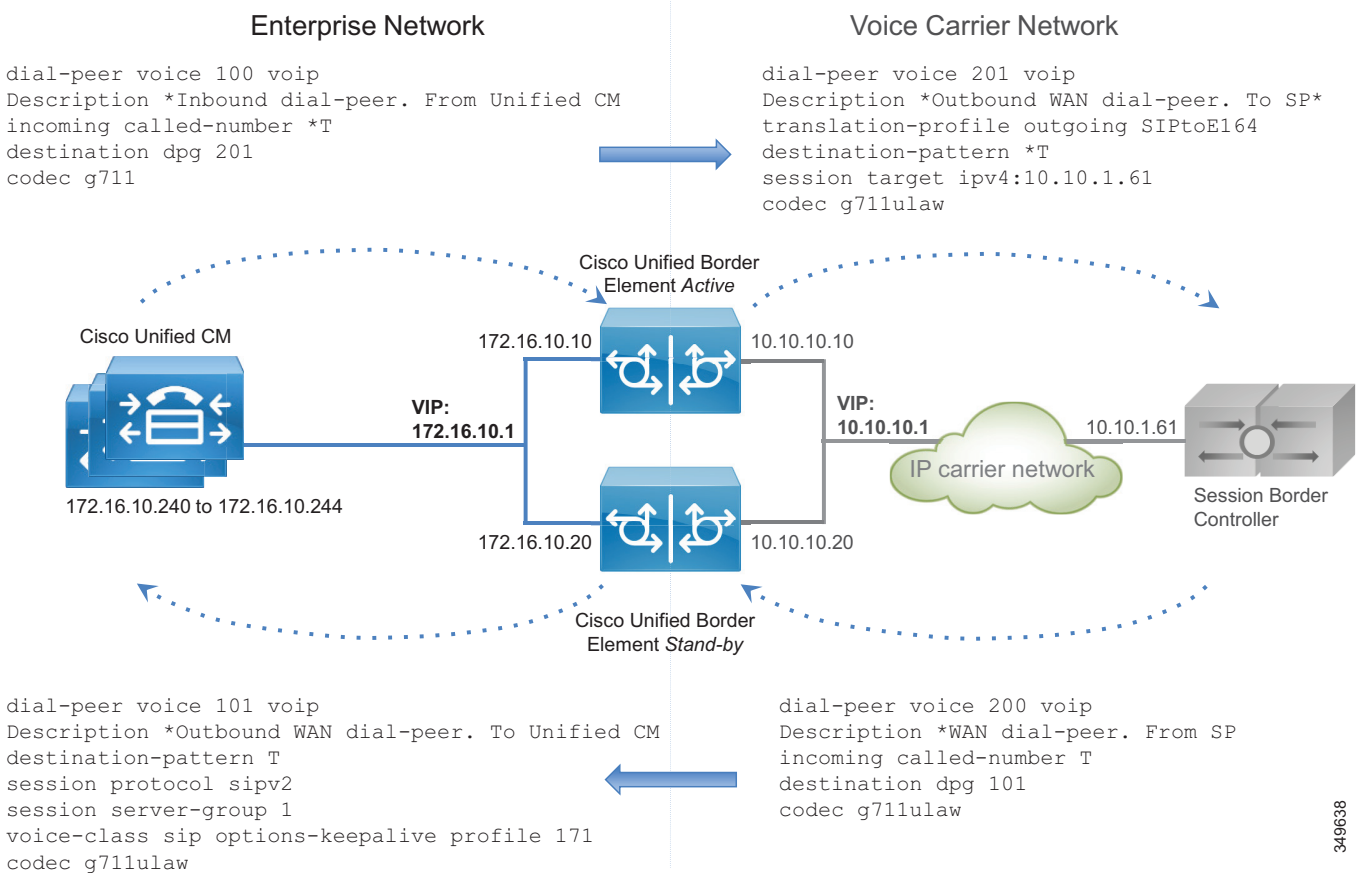 Enterprise Network
Voice Carrier Network
dial-peer voice 100 voip
Description *Inbound dial-peer. From Unified CM
incoming called-number *T
destination dpg 201
codec g711
dial-peer voice 201 voip
Description *Outbound WAN dial-peer. To SP*
translation-profile outgoing SIPtoE164
destination-pattern *T
session target ipv4:10.10.1.61
codec g711ulaw
Cisco Unified Border
Element Active
Cisco Unified CM
172.16.10.10
10.10.10.10
VIP:
172.16.10.1
VIP:
10.10.10.1
10.10.1.61
IP carrier network
172.16.10.240 to 172.16.10.244
Session Border
Controller
172.16.10.20
10.10.10.20
Cisco Unified Border
Element Stand-by
dial-peer voice 101 voip
Description *Outbound WAN dial-peer. To Unified CM
destination-pattern T
session protocol sipv2
session server-group 1
voice-class sip options-keepalive profile 171
codec g711ulaw
dial-peer voice 200 voip
Description *WAN dial-peer. From SP
incoming called-number T
destination dpg 101
codec g711ulaw
349638